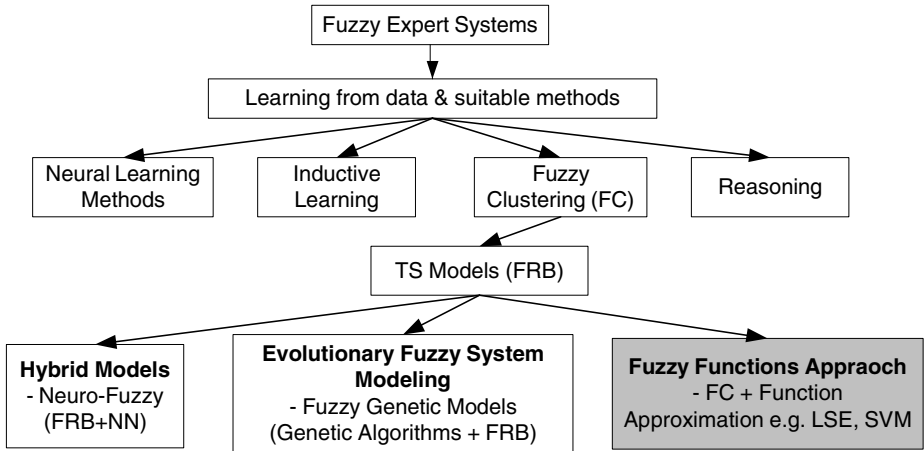 Fuzzy Expert Systems
Learning from data & suitable methods
Neural Learning
Methods
Inductive
Learning
Fuzzy
Clustering (FC)
Reasoning
TS Models (FRB)
Hybrid Models
- Neuro-Fuzzy
(FRB+NN)
Evolutionary Fuzzy System
Modeling
- Fuzzy Genetic Models
(Genetic Algorithms + FRB)
Fuzzy Functions Appraoch
- FC + Function
Approximation e.g. LSE, SVM